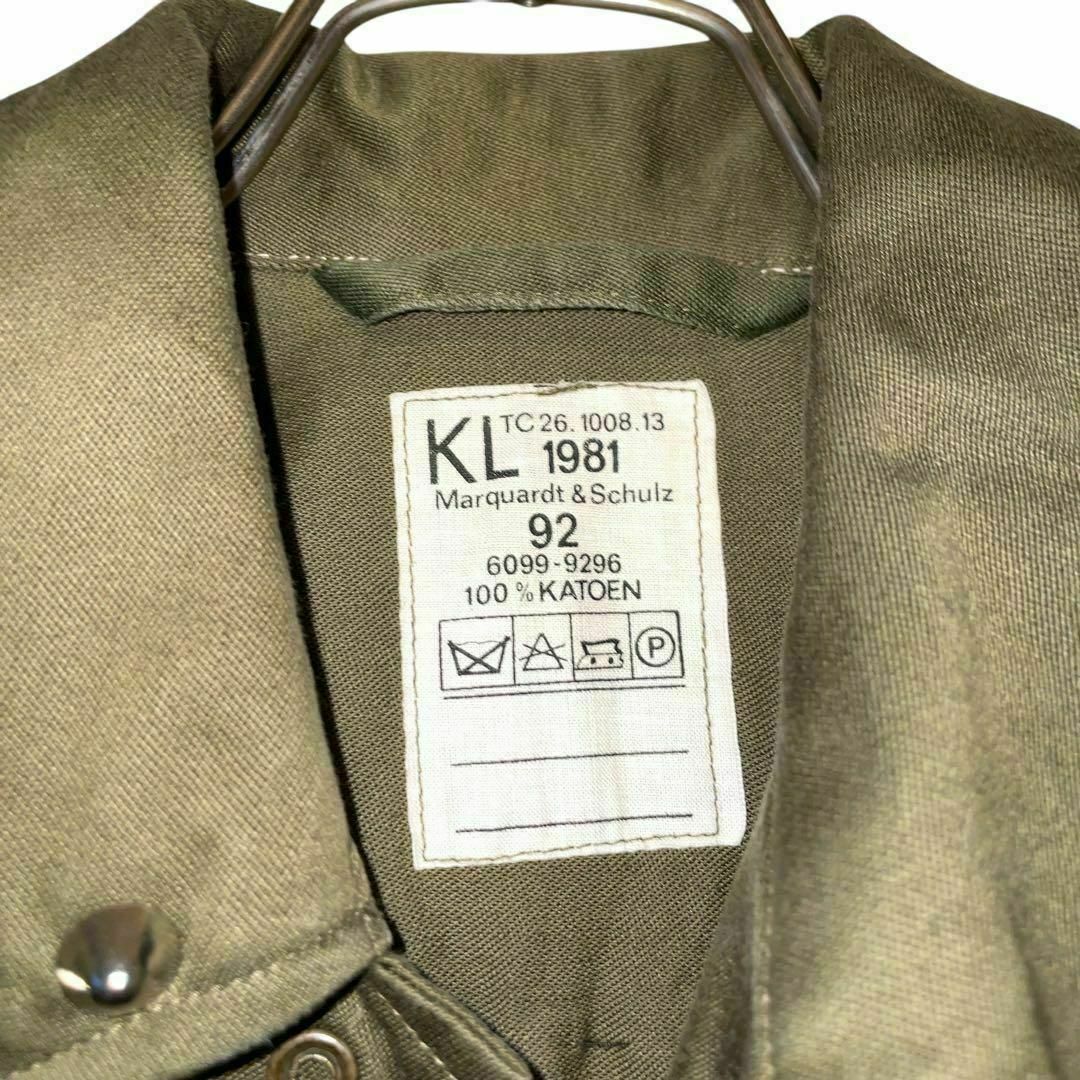 KL TC 26.1008.13
1981
Marquardt & Schulz
92
6099-9296
100 % KATOEN
P